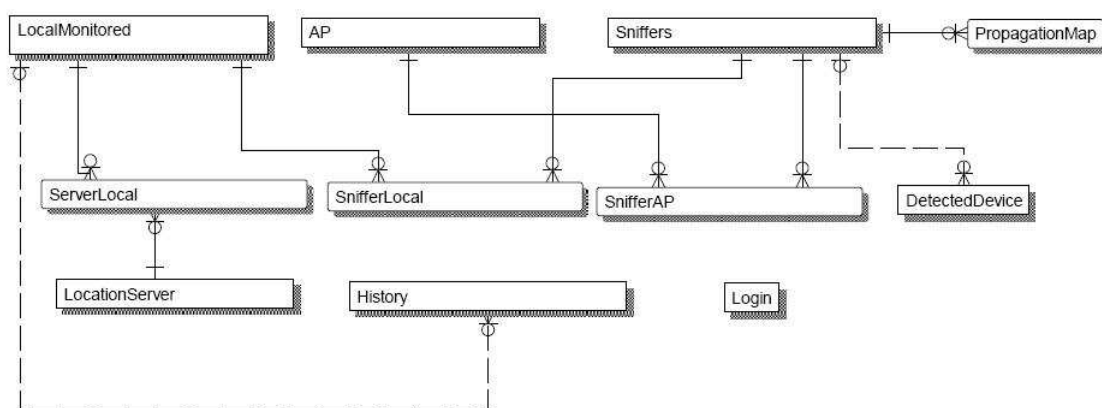 LocalMonitored
AP
Sniffers
PropagationMap
ServerLocal
SnifferLocal
SnifferAP
DetectedDevice
LocationServer
History
Login